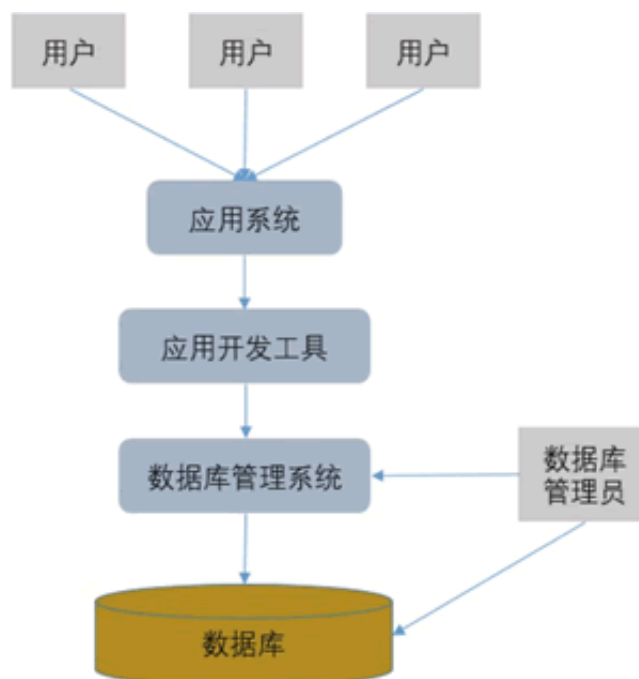 用户
用户
用户
应用系统
应用开发工具
数据库管理系统
数据库
管理员
数据库